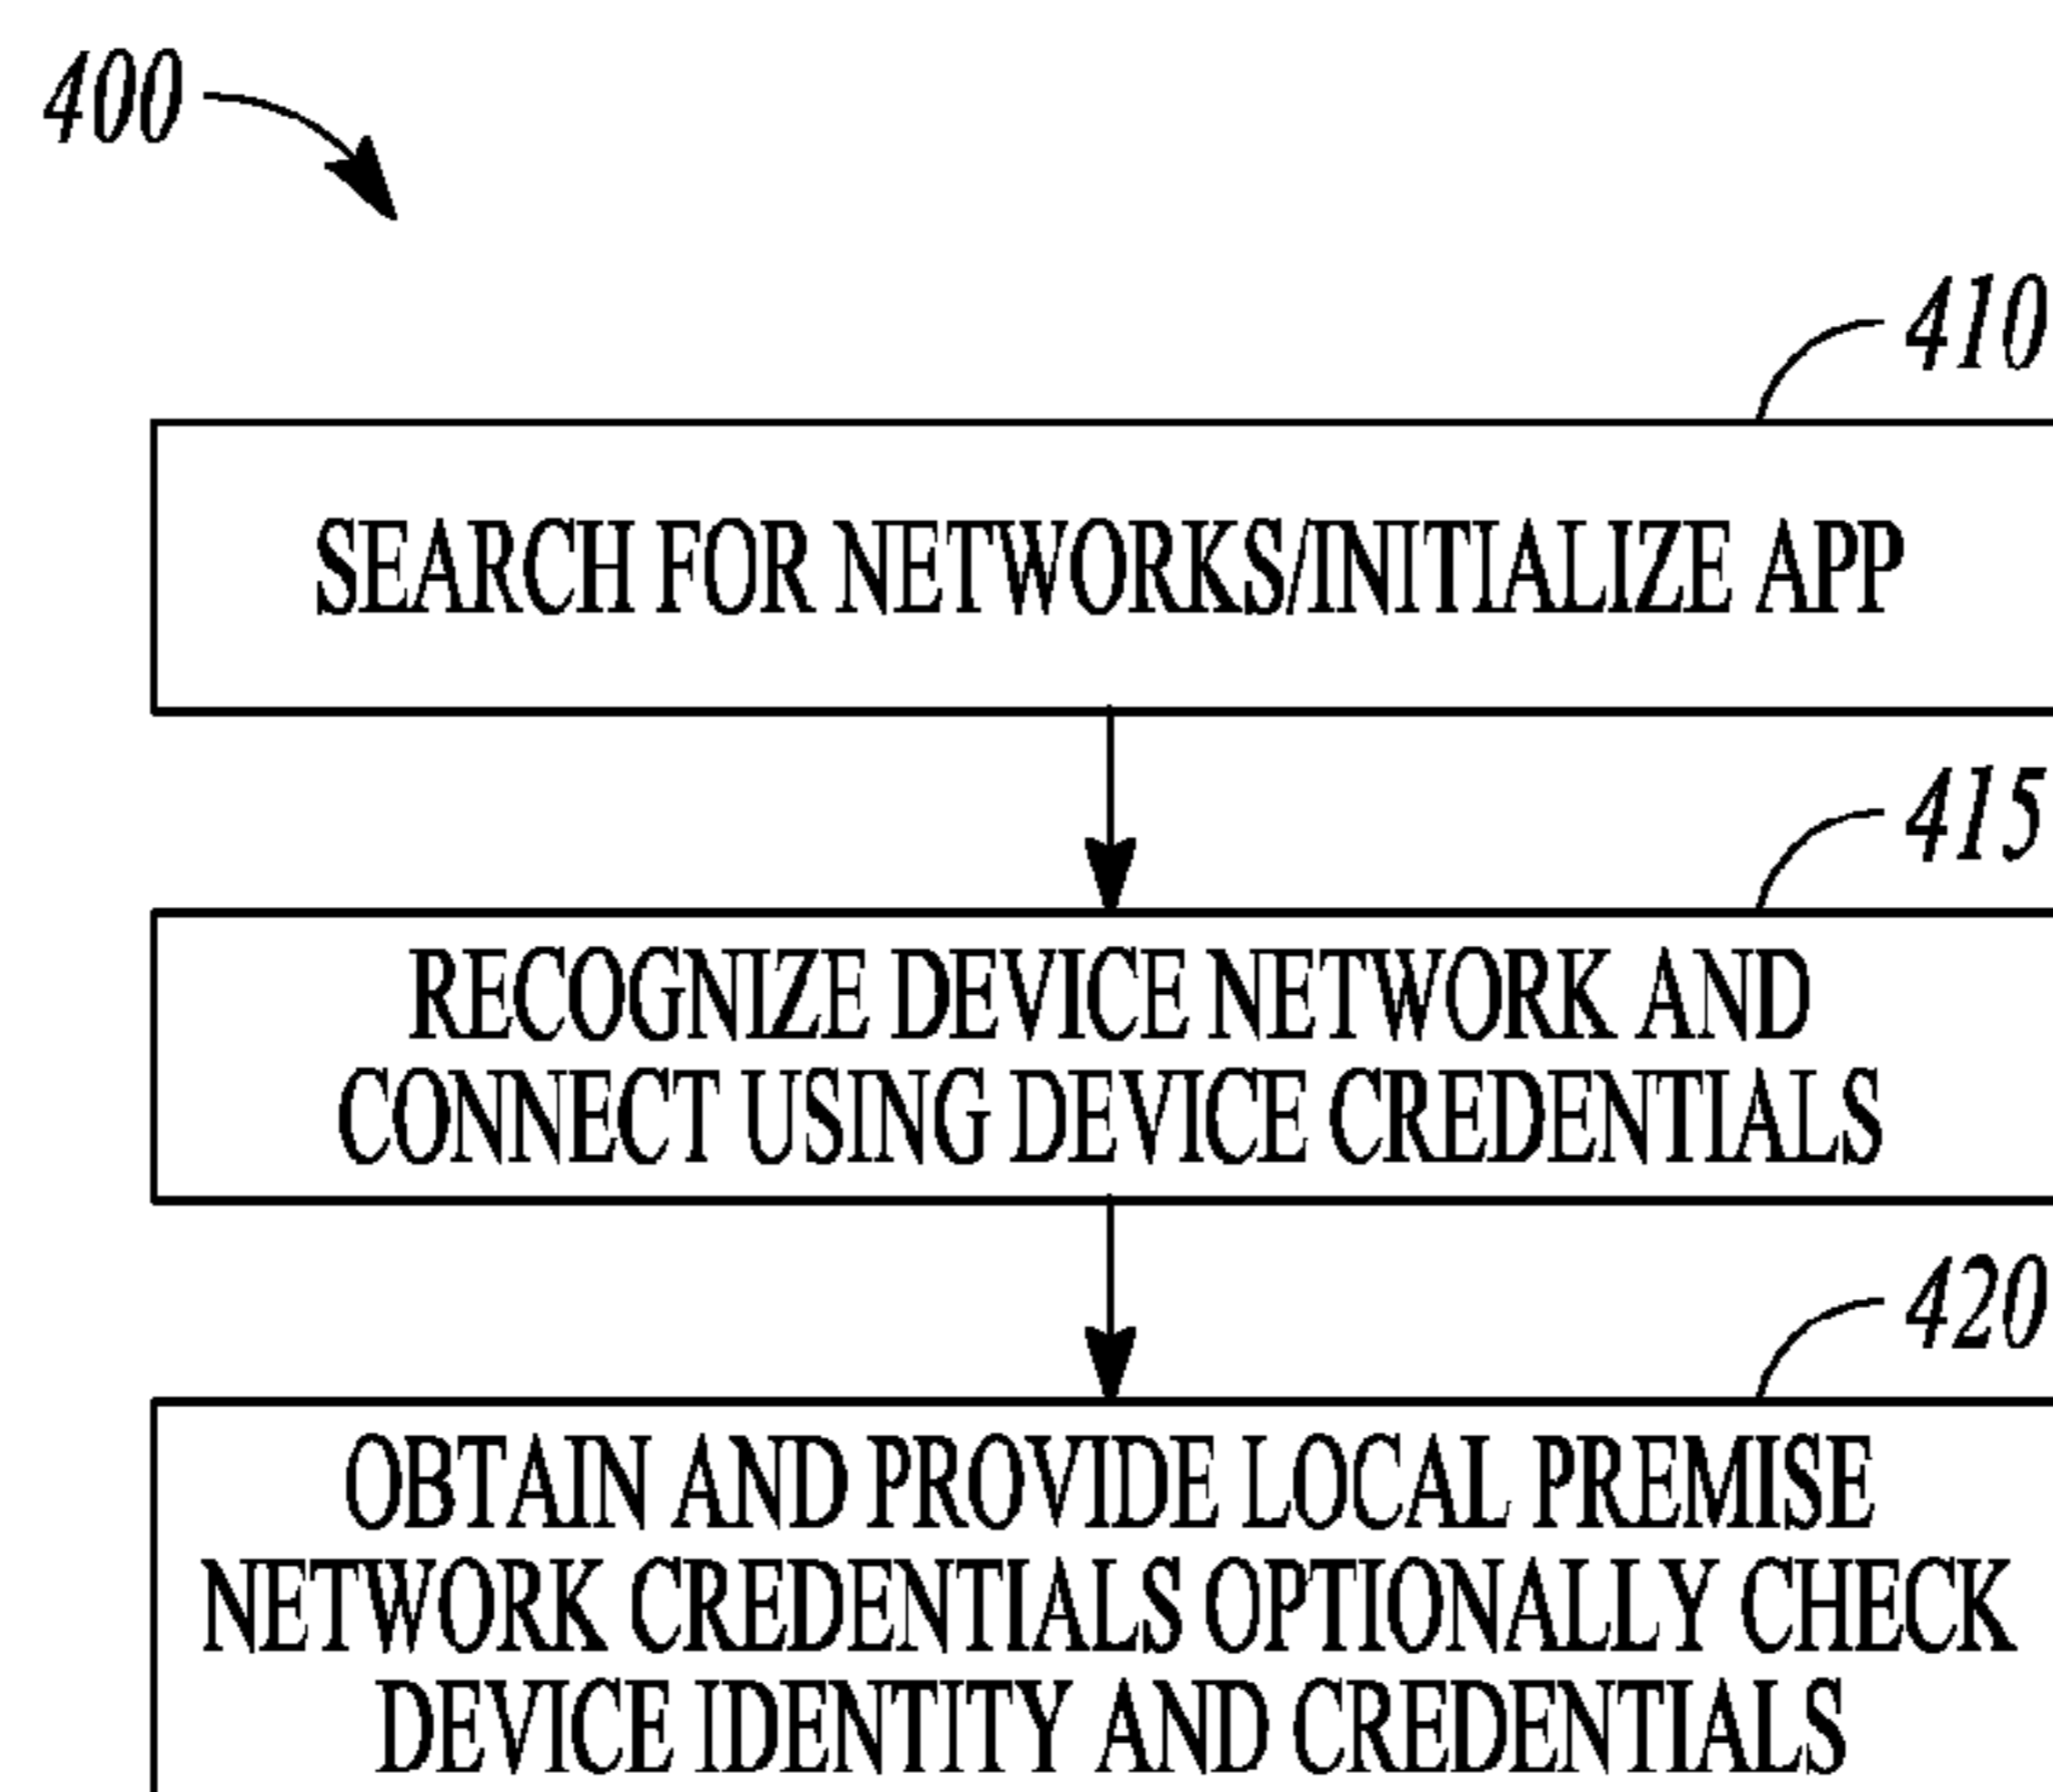 400
410
SEARCH FOR NETWORKS/INITIALIZE APP
415
RECOGNIZE DEVICE NETWORK AND
CONNECT USING DEVICE CREDENTIALS
420
OBTAIN AND PROVIDE LOCAL PREMISE
NETWORK CREDENTIALS OPTIONALLY CHECK
DEVICE IDENTITY AND CREDENTIALS